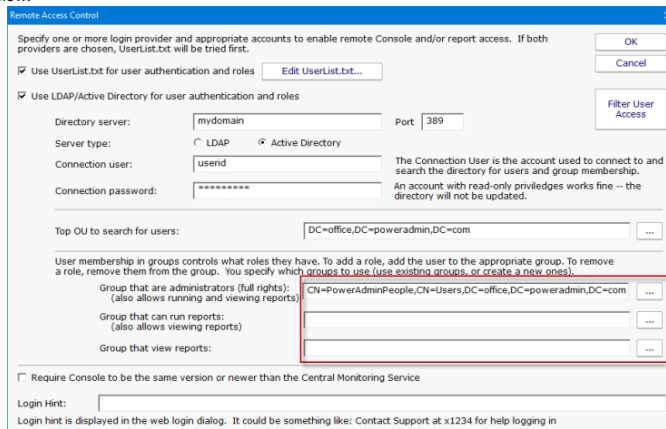 Remote Access Control
Specify one or more login provider and appropriate accounts to enable remote Console and/or report access. If both
providers are chosen, UserList.txt will be tried first.
OK
Cancel
Use UserList.txt for user authentication and roles
Edit UserList.txt...
Use LDAP/Active Directory for user authentication and roles
Filter User
Access
Directory server:
mydomain
Port
389
Server type:
LDAP
Active Directory
Connection user:
userid
The Connection User is the account used to connect to and
search the directory for users and group membership.
Connection password:
*********
An account with read-only priviledges works fine -- the
directory will not be updated.
Top OU to search for users:
DC=office,DC=poweradmin,DC=com
...
User membership in groups controls what roles they have. To add a role, add the user to the appropriate group. To remove
a role, remove them from the group. You specify which groups to use (use existing groups, or create a new ones).
Group that are administrators (full rights):
(also allows running and viewing reports)
CN=PowerAdminPeople,CN=Users,DC=office,DC=poweradmin,DC=com
...
Group that can run reports:
(also allows viewing reports)
...
Group that view reports:
...
Require Console to be the same version or newer than the Central Monitoring Service
Login Hint:
Login hint is displayed in the web login dialog. It could be something like: Contact Support at x1234 for help logging in